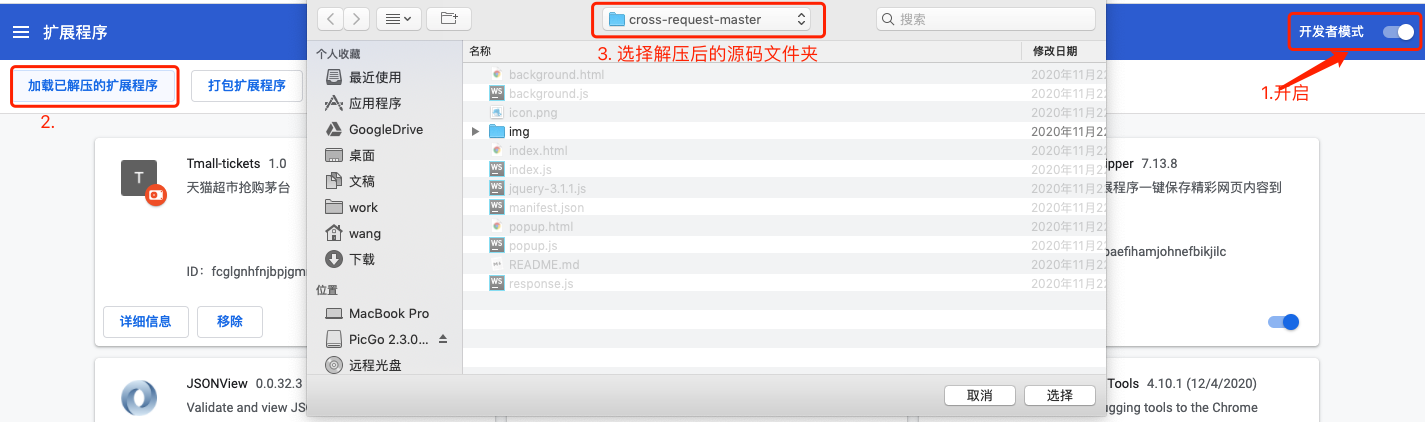 扩展程序
cross-request-master
搜索
开发者模式
3. 选择解压后的源码文件夹
1.开启
加载已解压的扩展程序
打包扩展程序
2.
个人收藏
最近使用
应用程序
GoogleDrive
桌面
文稿
work
wang
下载
位置
MacBook Pro
PicGo 2.3.0...
远程光盘
名称
修改日期
background.html
2020年11月22
background.js
2020年11月22
icon.png
2020年11月22
img
2020年11月22
index.html
2020年11月22
index.js
2020年11月22
jquery-3.1.1.js
2020年11月22
manifest.json
2020年11月22
popup.html
2020年11月22
popup.js
2020年11月22
README.md
2020年11月22
response.js
2020年11月22
取消
选择
T
Tmall-tickets 1.0
天猫超市抢购茅台
ID：fcglgnhfnjbpjgm
详细信息
移除
ipper 7.13.8
展程序一键保存精彩网页内容到
paefihamjohnefbikjilc
JSONView 0.0.32.3
Validate and view JS
Tools 4.10.1 (12/4/2020)
ugging tools to the Chrome